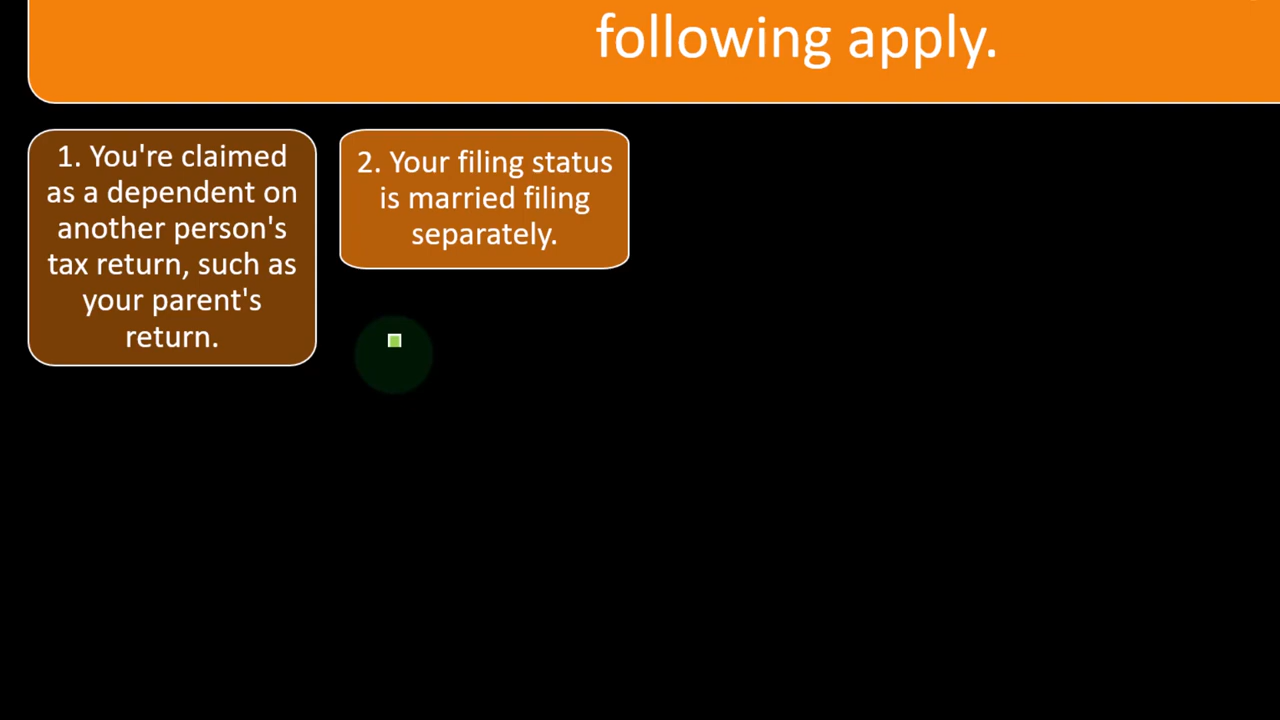 following apply.
1. You're claimed
as a dependent on
another person's
tax return, such as
your parent's
return.
2. Your filing status
is married filing
separately.